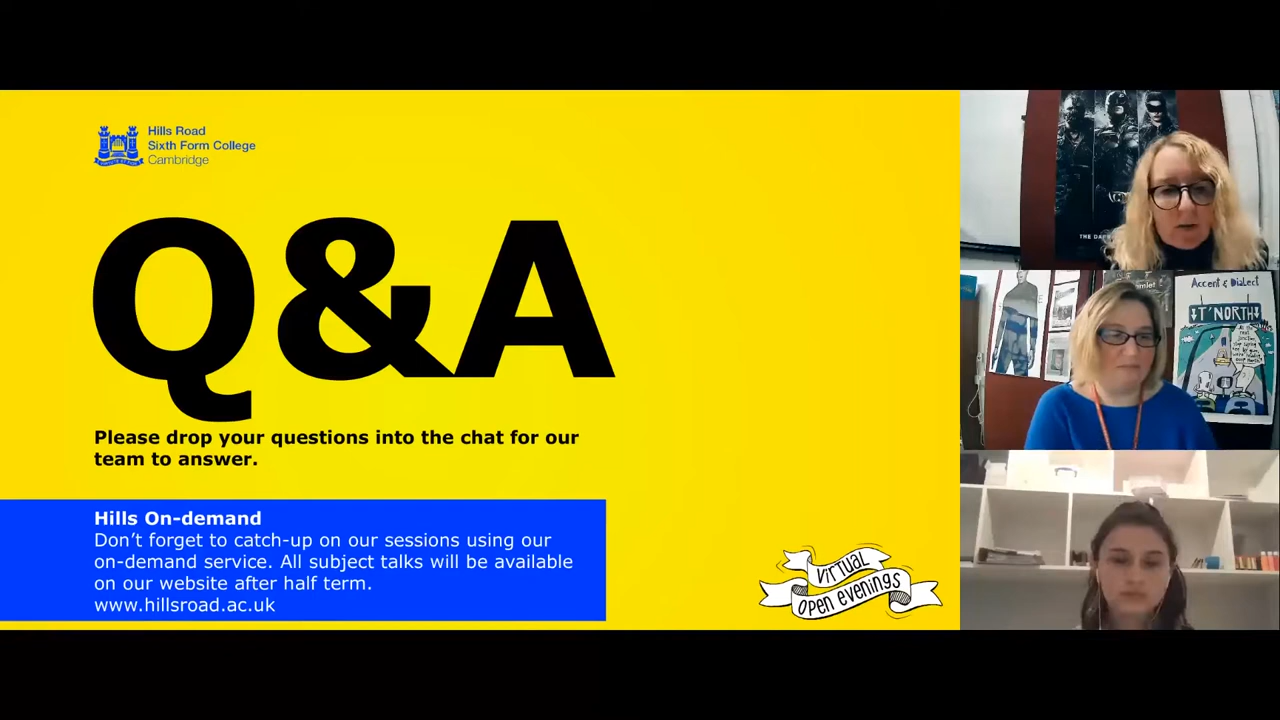 Hills Road
Sixth Form College
Cambridge
Q&A
Please drop your questions into the chat for our
team to answer.
Hills On-demand
Don't forget to catch-up on our sessions using our
on-demand service. All subject talks will be available
on our website after half term.
www.hillsroad.ac.uk
VIRTUAL
OPEN EVENINGS
Accent & Dialect
T'NORTH